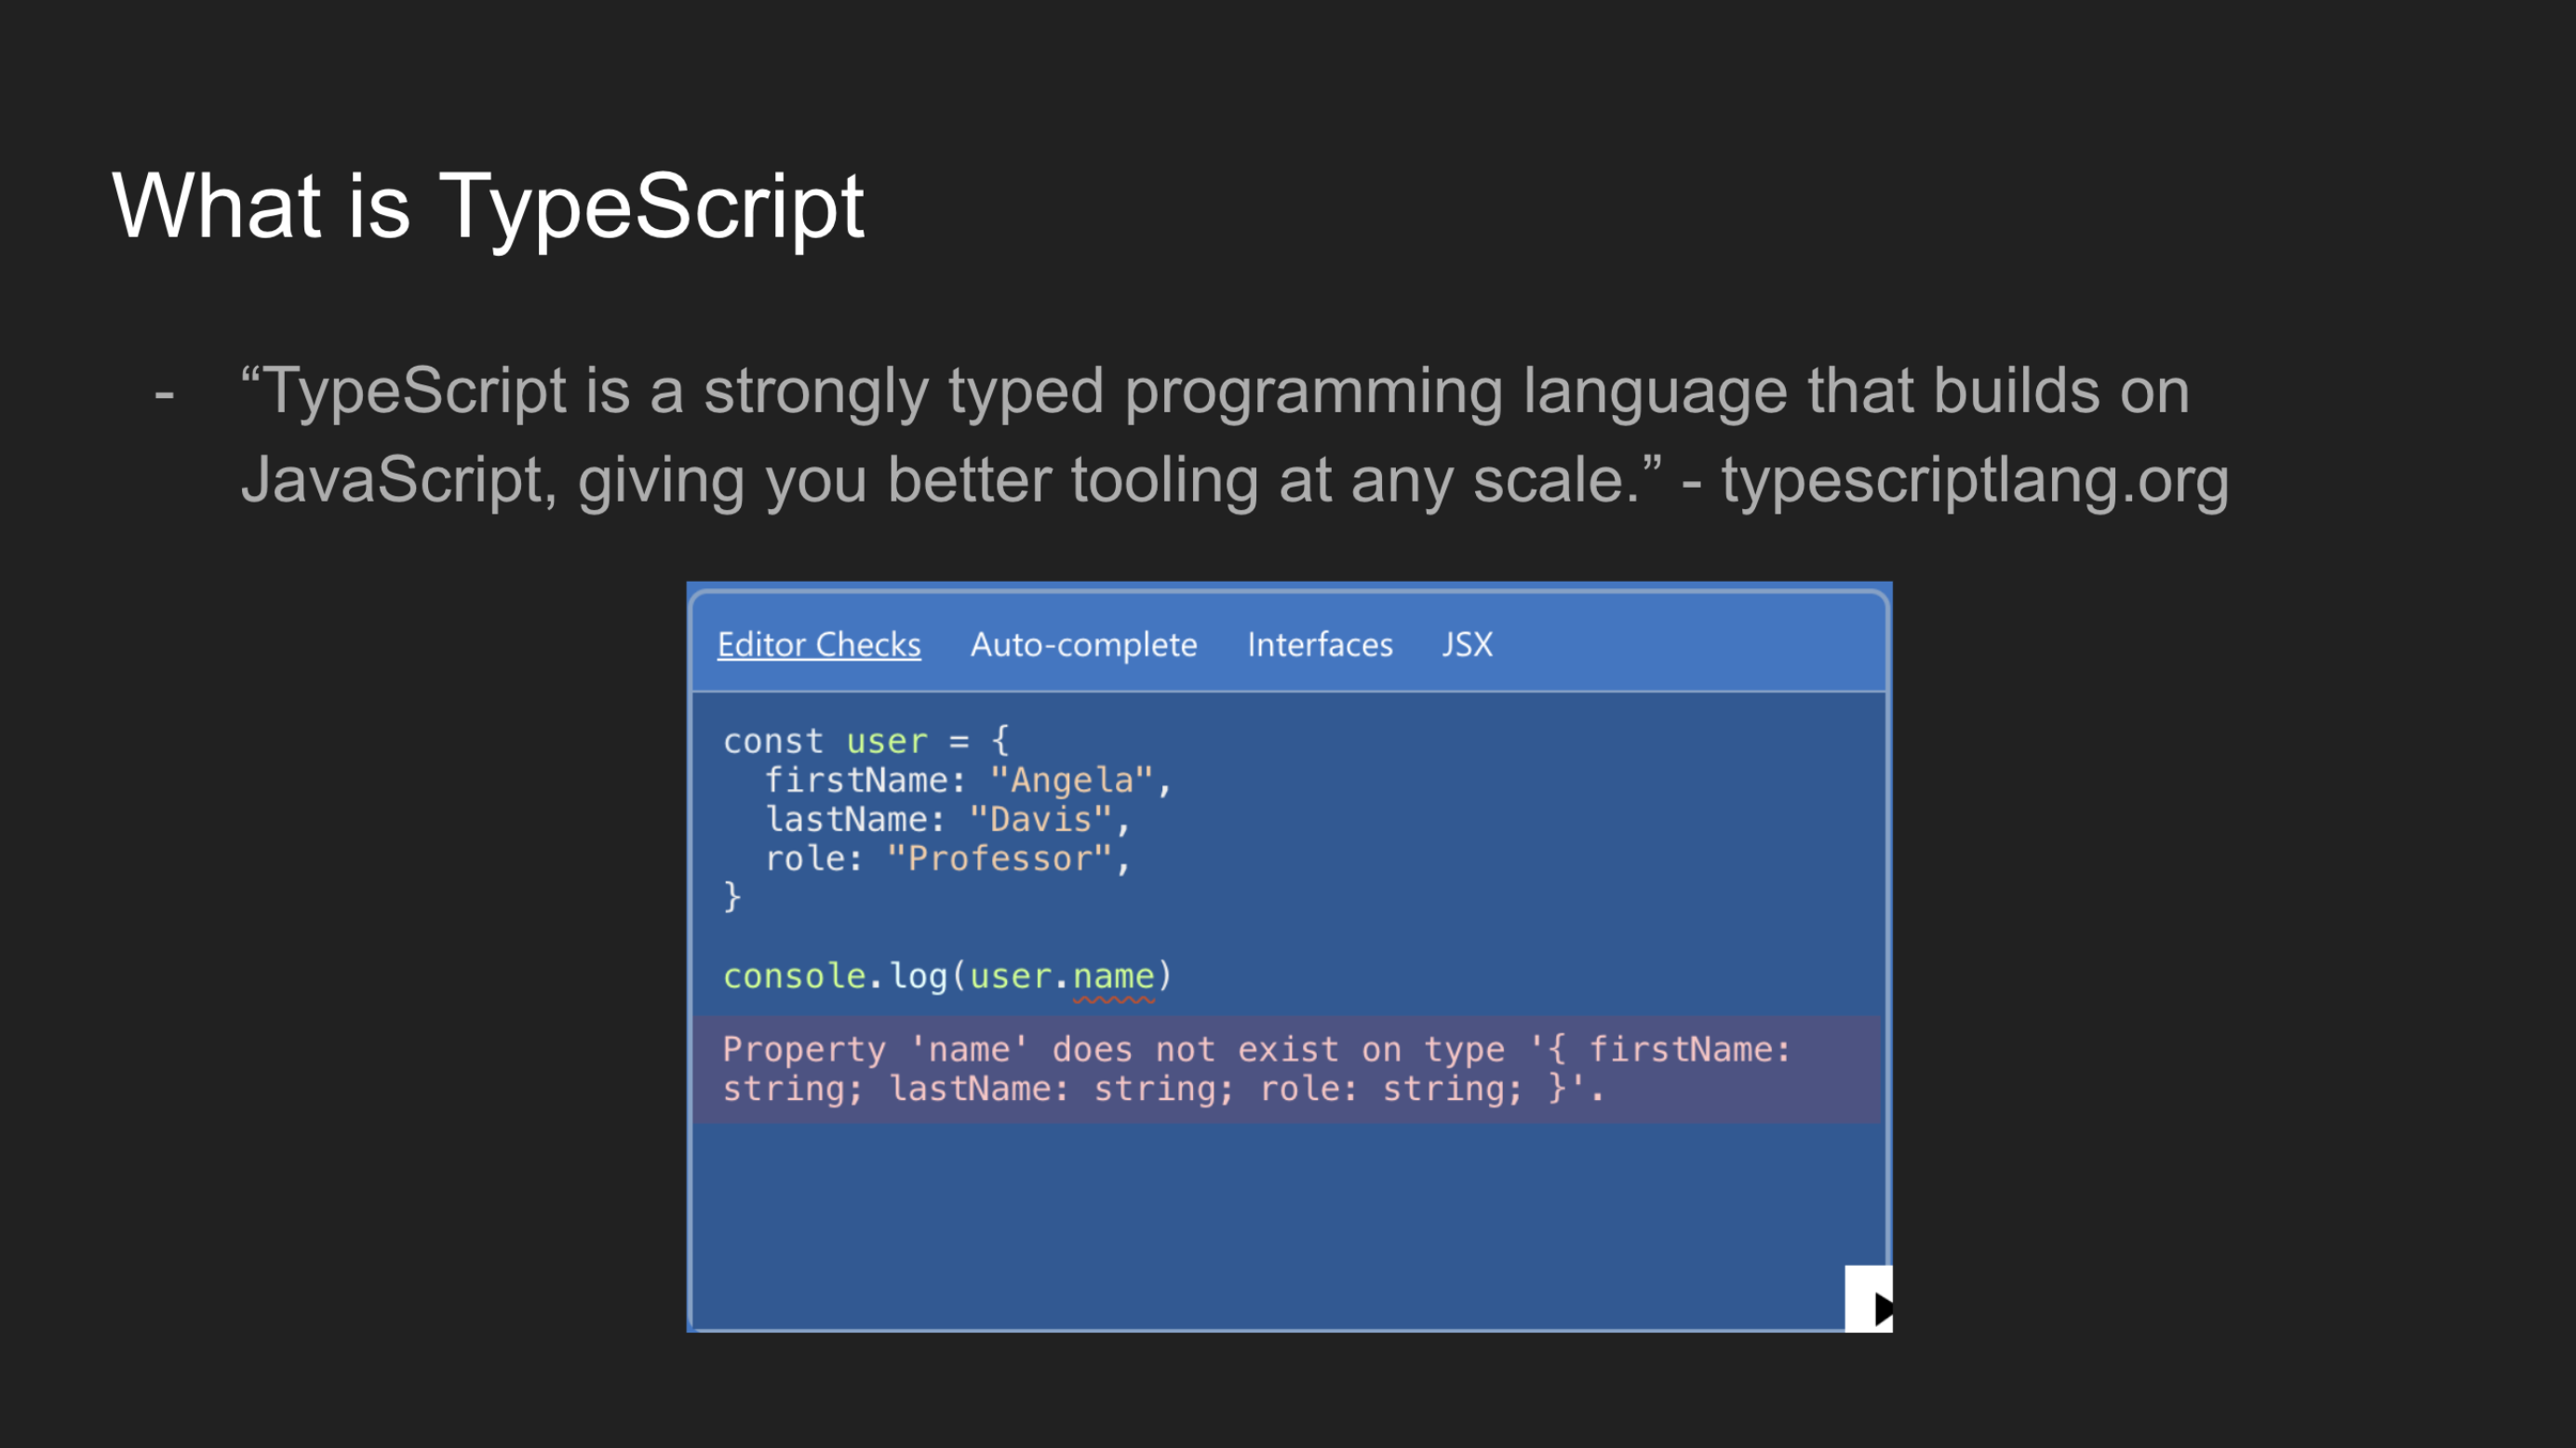 What is TypeScript
- “TypeScript is a strongly typed programming language that builds on
JavaScript, giving you better tooling at any scale.” - typescriptlang.org
Editor Checks Auto-complete Interfaces JSX
const user = {
  firstName: "Angela",
  lastName: "Davis",
  role: "Professor",
}
console.log(user.name)
Property 'name' does not exist on type '{ firstName:
string; lastName: string; role: string; }'.